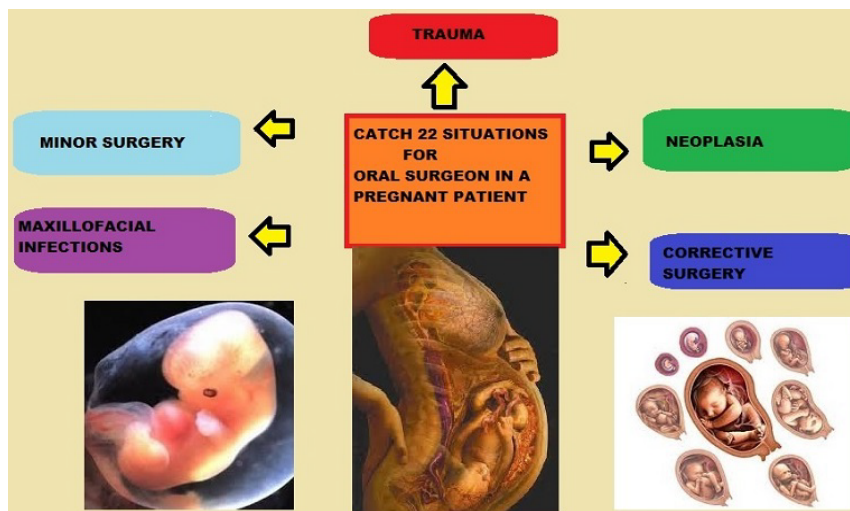 TRAUMA
MINOR SURGERY
CATCH 22 SITUATIONS
FOR
ORAL SURGEON IN A
PREGNANT PATIENT
NEOPLASIA
MAXILLOFACIAL
INFECTIONS
CORRECTIVE
SURGERY